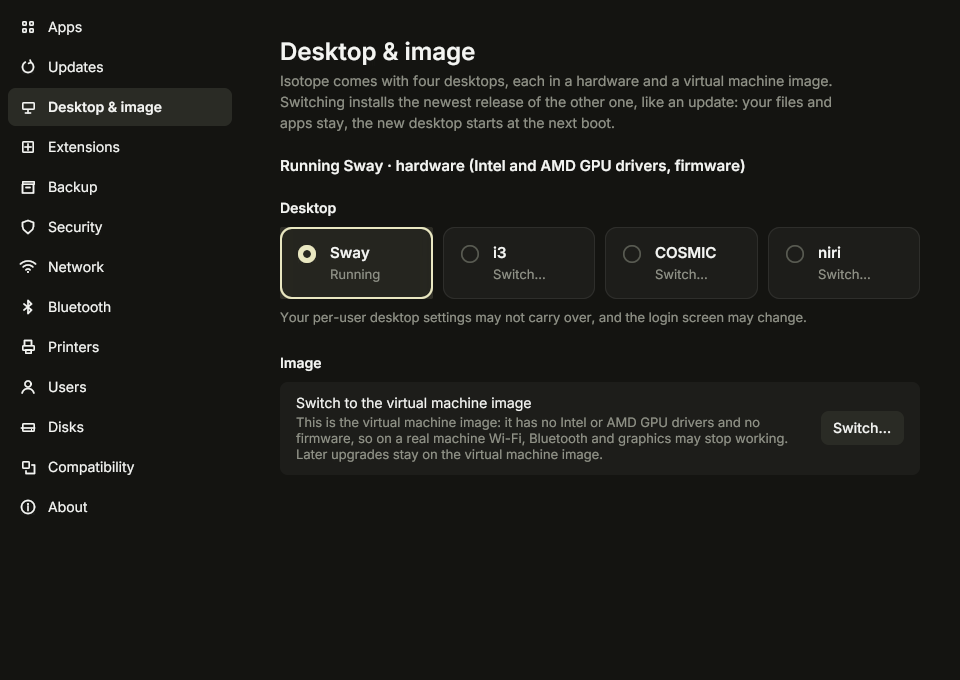 Apps
Updates
Desktop & image
Extensions
Backup
Security
Network
Bluetooth
Printers
Users
Disks
Compatibility
About
Desktop & image
Isotope comes with four desktops, each in a hardware and a virtual machine image.
Switching installs the newest release of the other one, like an update: your files and
apps stay, the new desktop starts at the next boot.
Running Sway · hardware (Intel and AMD GPU drivers, firmware)
Desktop
Sway
Running
i3
Switch...
COSMIC
Switch...
niri
Switch...
Your per-user desktop settings may not carry over, and the login screen may change.
Image
Switch to the virtual machine image
This is the virtual machine image: it has no Intel or AMD GPU drivers and no
firmware, so on a real machine Wi-Fi, Bluetooth and graphics may stop working.
Later upgrades stay on the virtual machine image.
Switch...